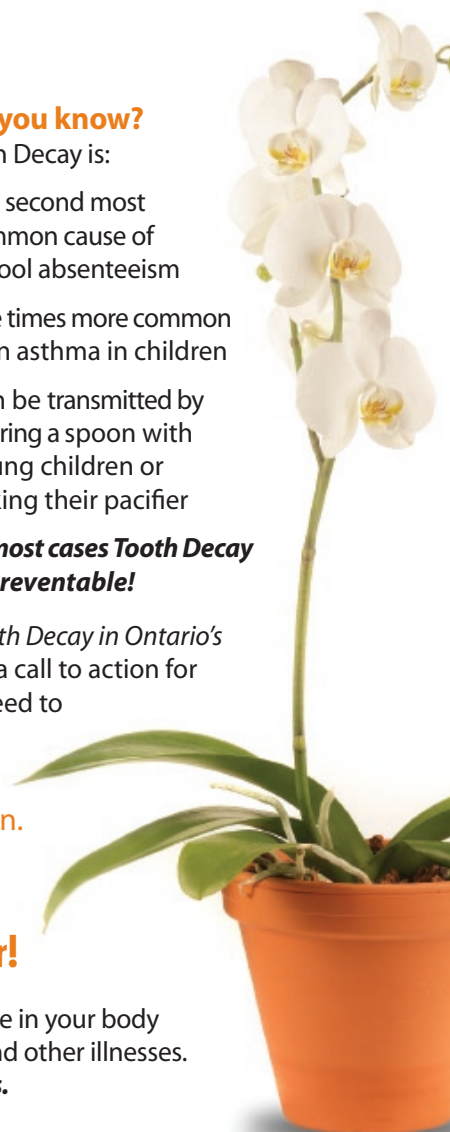 you know?
h Decay is:
second most
mmon cause of
ool absenteeism
e times more common
n asthma in children
n be transmitted by
ring a spoon with
ung children or
king their pacifier
most cases Tooth Decay
reventable!
th Decay in Ontario's
a call to action for
eed to
n.
r!
e in your body
nd other illnesses.
s.